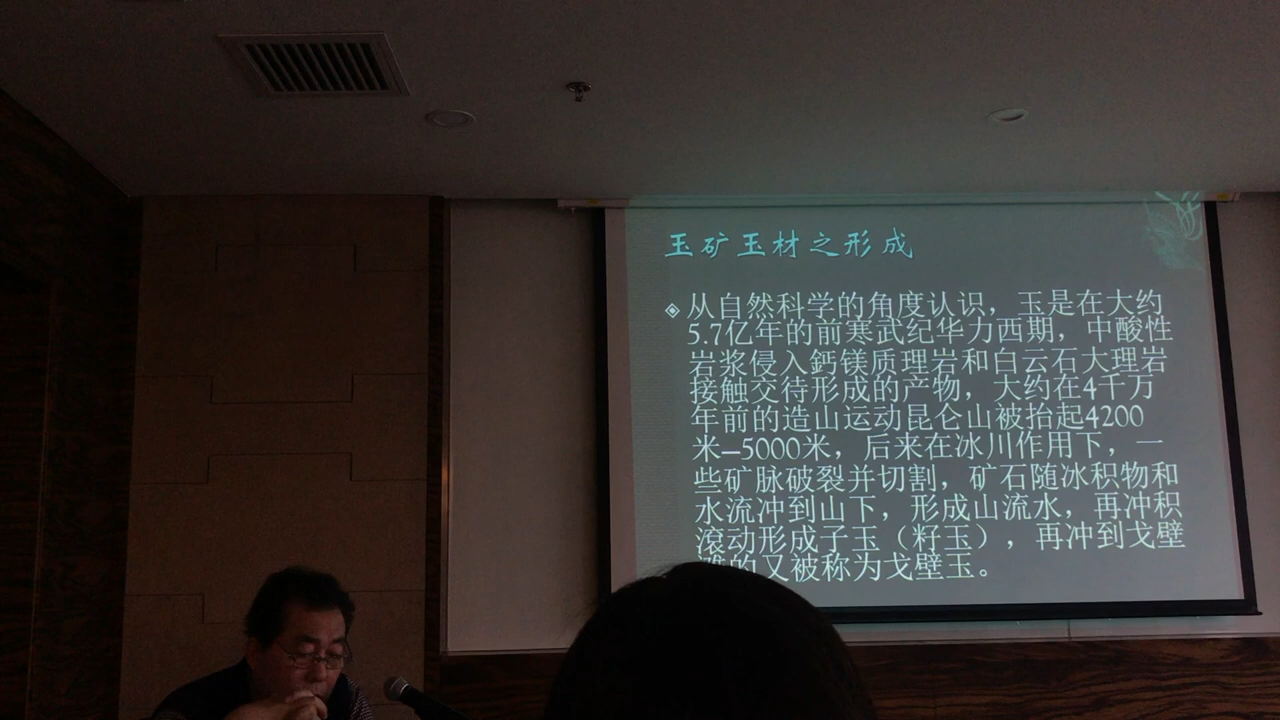 玉矿玉材之形成
从自然科学的角度认识，玉是在大约
5.7亿年的前寒武纪华力西期，中酸性
岩浆侵入鈣镁质理岩和白云石大理岩
接触交待形成的产物，大约在4千万
年前的造山运动昆仑山被抬起4200
米—5000米，后来在冰川作用下，一
些矿脉破裂并切割，矿石随冰积物和
水流冲到山下，形成山流水，再冲积
滚动形成子玉（籽玉），再冲到戈壁
的又被称为戈壁玉。